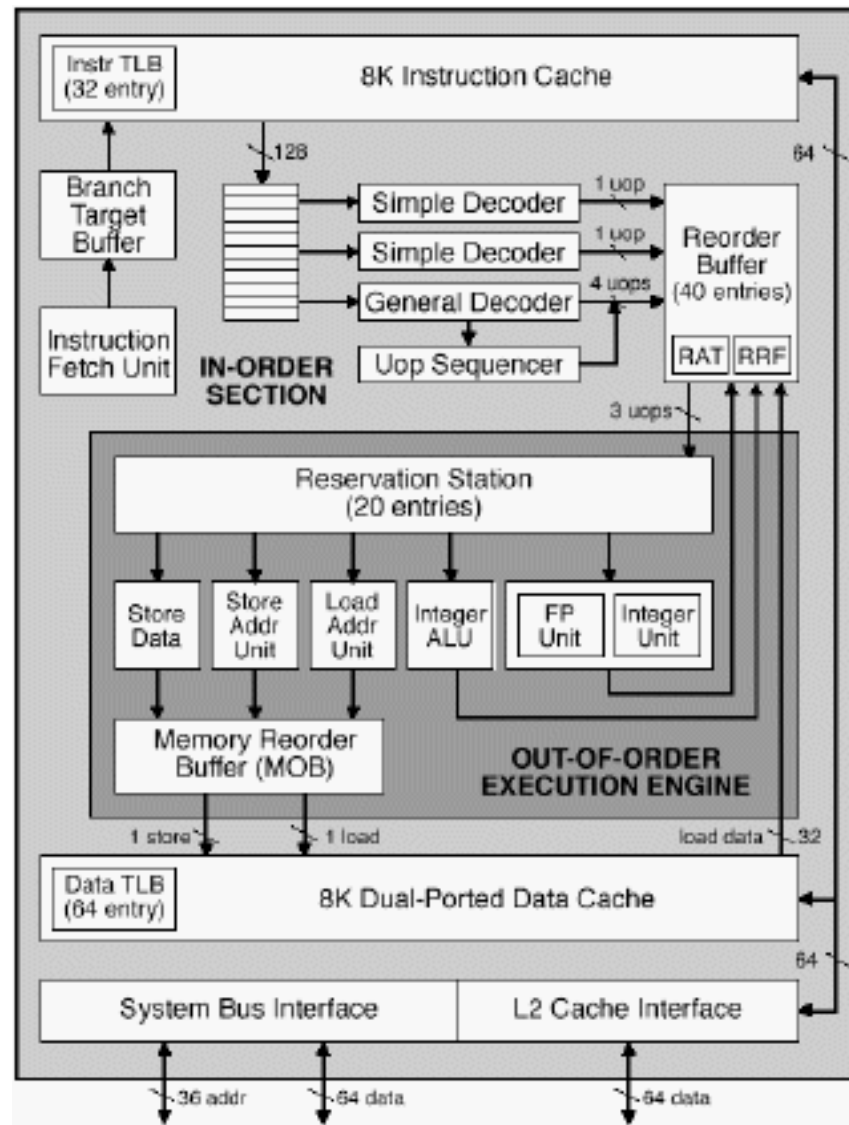 Instr TLB
(32 entry)
8K Instruction Cache
128
64
Branch
Target
Buffer
Simple Decoder
1 uop
Simple Decoder
1 uop
General Decoder
4 uops
Uop Sequencer
Reorder
Buffer
(40 entries)
RAT
RRF
Instruction
Fetch Unit
IN-ORDER
SECTION
3 uops
Reservation Station
(20 entries)
Store
Data
Store
Addr
Unit
Load
Addr
Unit
Integer
ALU
FP
Unit
Integer
Unit
Memory Reorder
Buffer (MOB)
OUT-OF-ORDER
EXECUTION ENGINE
1 store
1 load
load data
32
Data TLB
(64 entry)
8K Dual-Ported Data Cache
64
System Bus Interface
L2 Cache Interface
36 addr
64 data
64 data